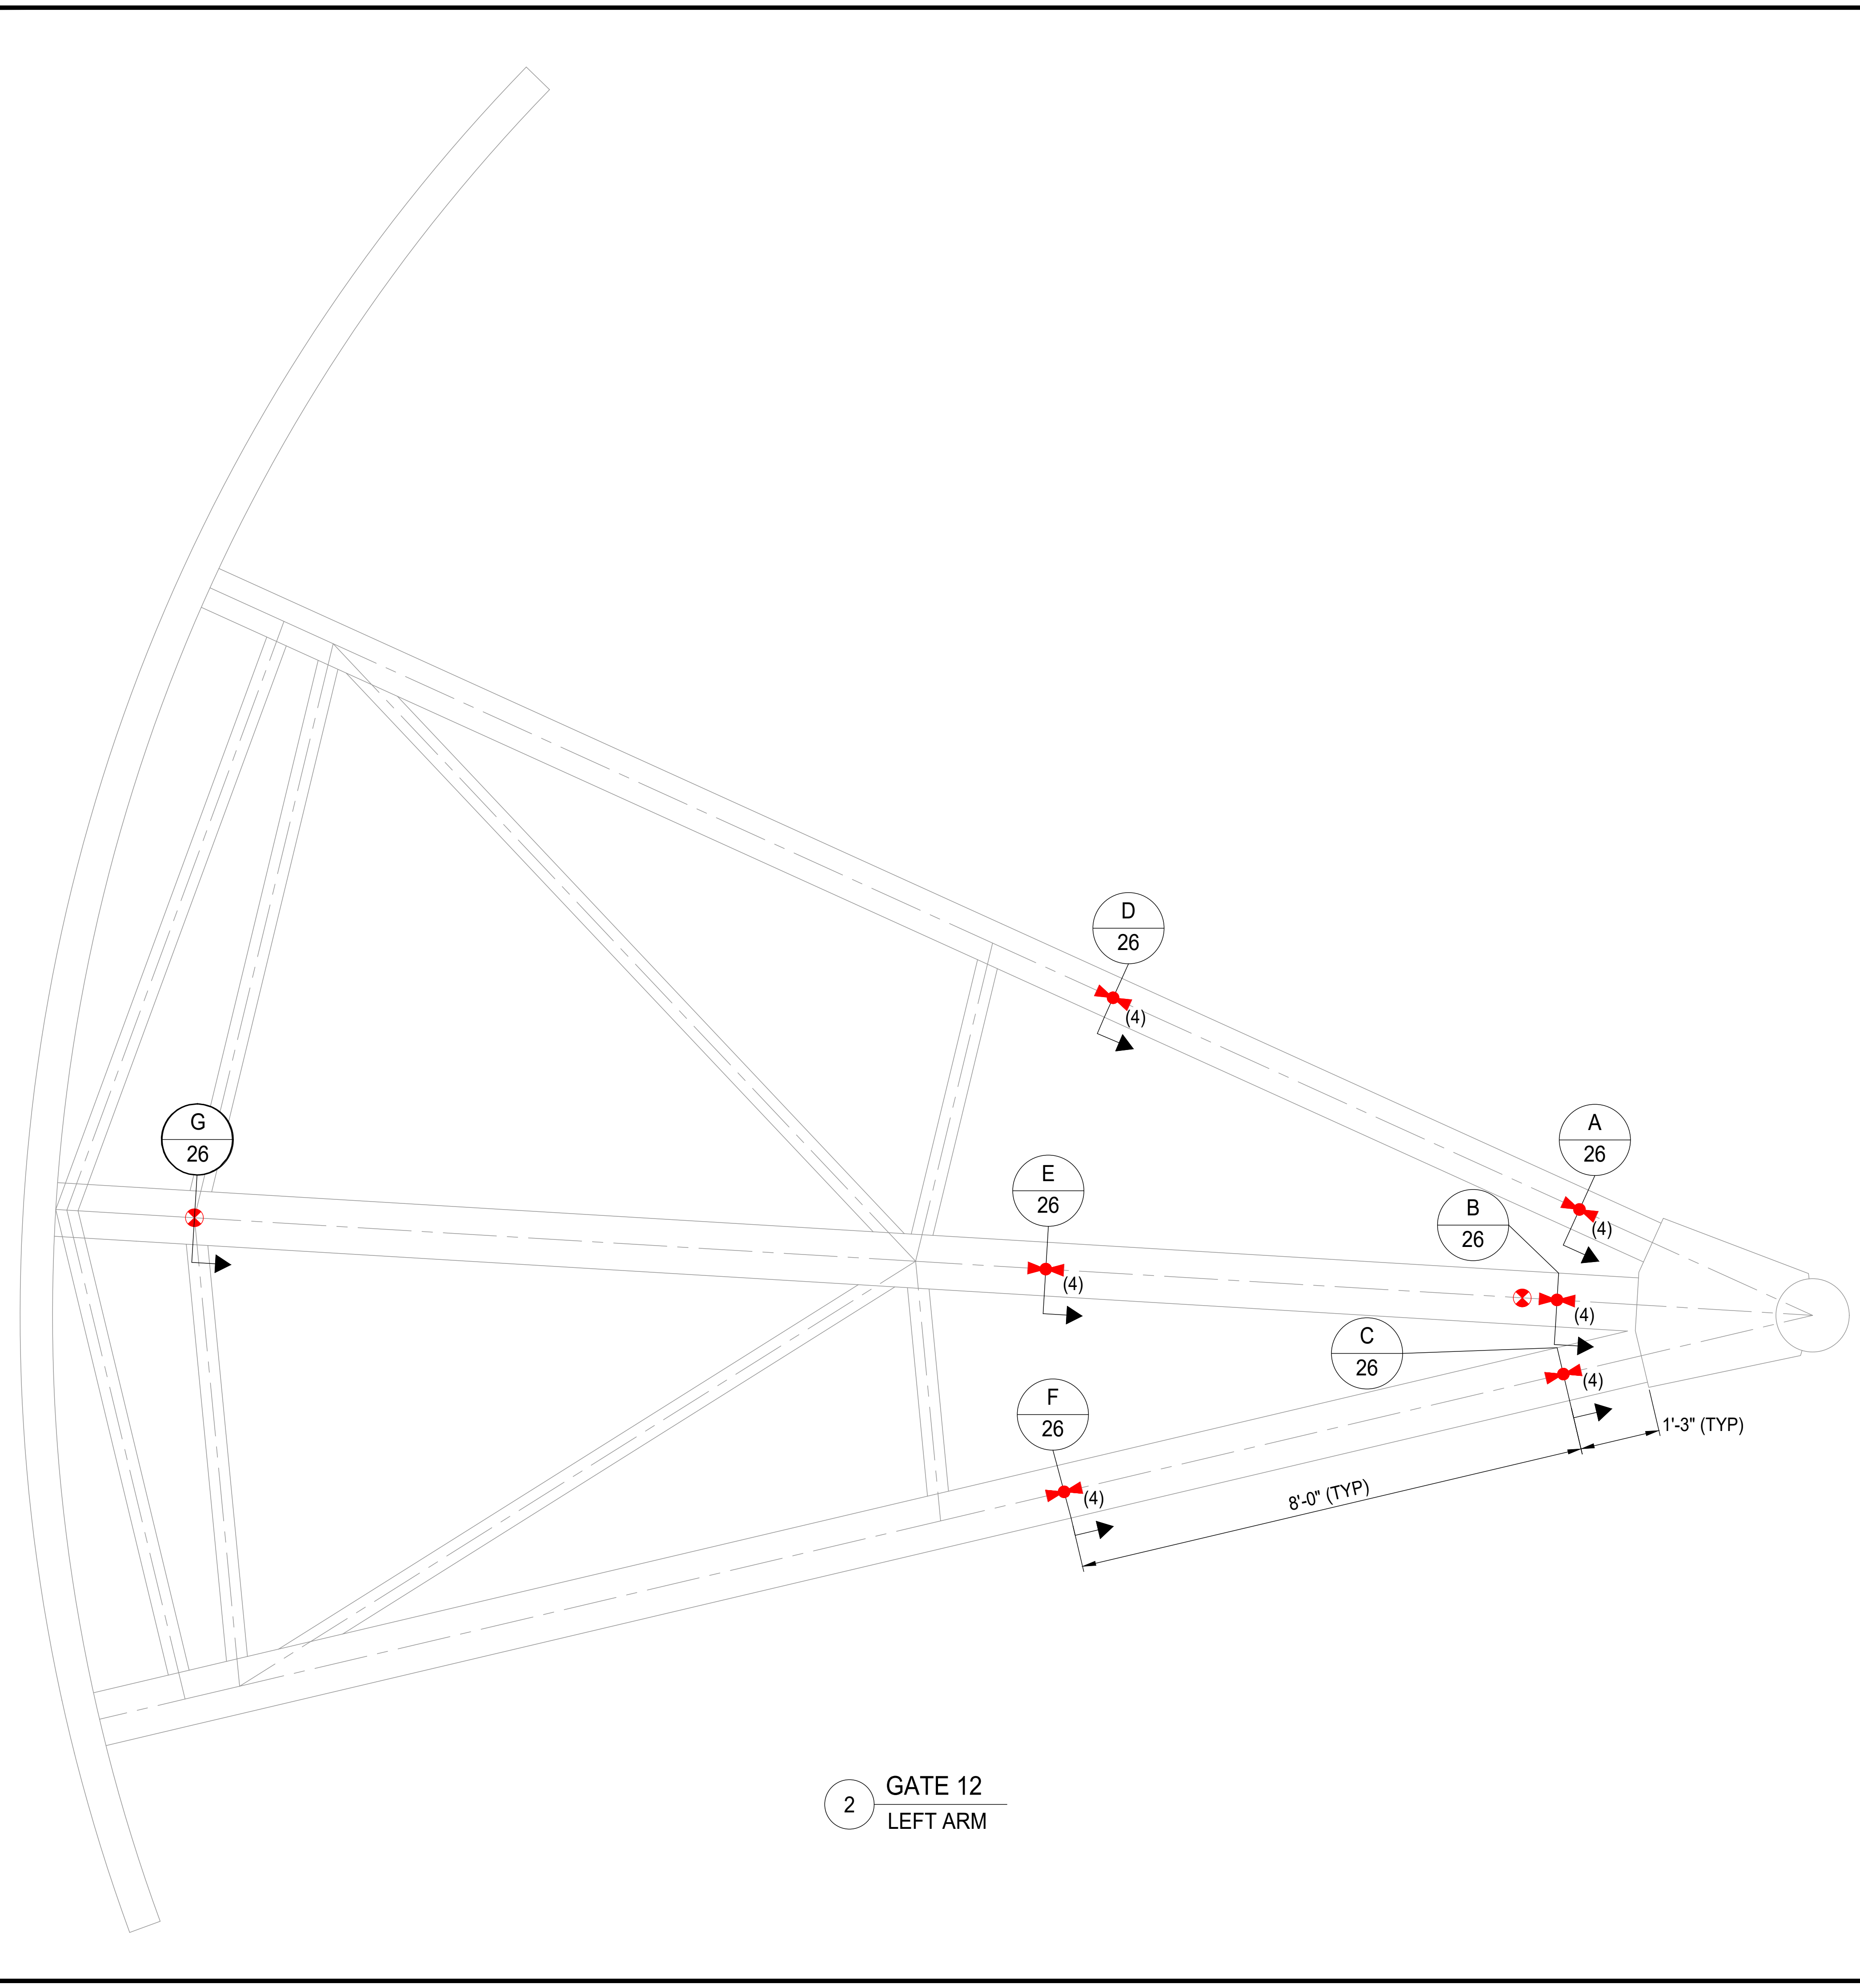 D
26
(4)
A
26
(4)
G
26
E
26
(4)
B
26
(4)
C
26
(4)
F
26
(4)
1'-3" (TYP)
8'-0" (TYP)
2
GATE 12
LEFT ARM